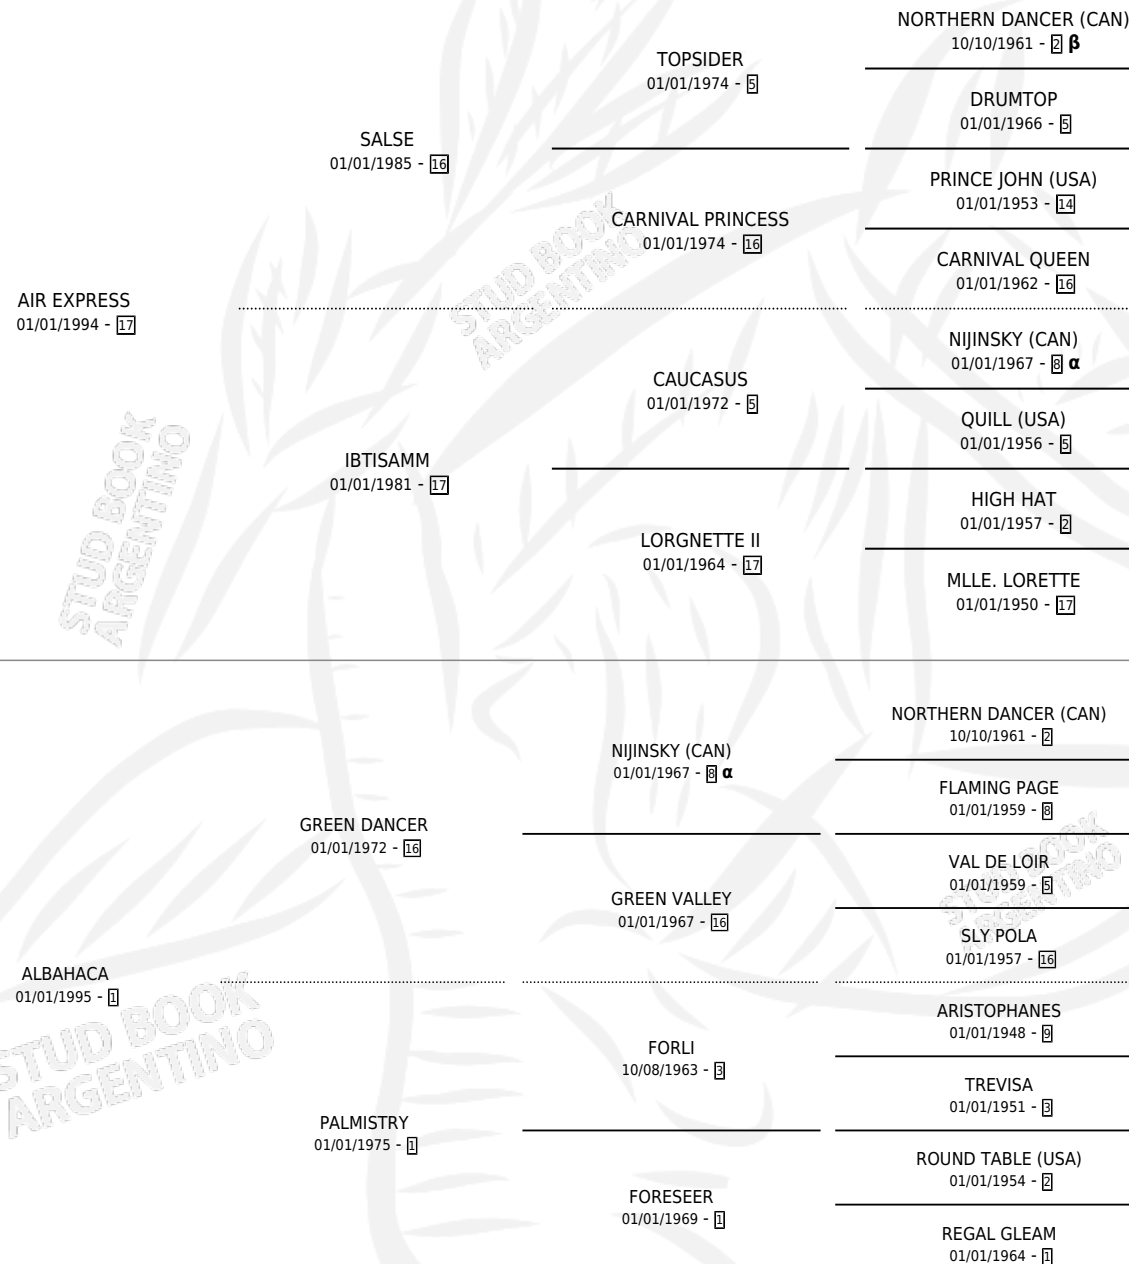 NORTHERN DANCER (CAN)
10/10/1961 - 2 β
TOPSIDER
01/01/1974 - 5
DRUMTOP
01/01/1966 - 5
SALSE
01/01/1985 - 16
PRINCE JOHN (USA)
01/01/1953 - 14
CARNIVAL PRINCESS
01/01/1974 - 16
CARNIVAL QUEEN
01/01/1962 - 16
STUD BOOK
ARGENTINO
AIR EXPRESS
01/01/1994 - 17
NIJINSKY (CAN)
01/01/1967 - 8 α
CAUCASUS
01/01/1972 - 5
QUILL (USA)
01/01/1956 - 5
IBTISAMM
01/01/1981 - 17
HIGH HAT
01/01/1957 - 2
LORGNETTE II
01/01/1964 - 17
MLLE. LORETTE
01/01/1950 - 17
STUD BOOK
ARGENTINO
NORTHERN DANCER (CAN)
10/10/1961 - 2
NIJINSKY (CAN)
01/01/1967 - 8 α
FLAMING PAGE
01/01/1959 - 8
GREEN DANCER
01/01/1972 - 16
VAL DE LOIR
01/01/1959 - 5
GREEN VALLEY
01/01/1967 - 16
SLY POLA
01/01/1957 - 16
STUD BOOK
ARGENTINO
ALBAHACA
01/01/1995 - 1
ARISTOPHANES
01/01/1948 - 9
FORLI
10/08/1963 - 3
TREVISA
01/01/1951 - 3
PALMISTRY
01/01/1975 - 1
ROUND TABLE (USA)
01/01/1954 - 2
FORESEER
01/01/1969 - 1
REGAL GLEAM
01/01/1964 - 1
STUD BOOK
ARGENTINO